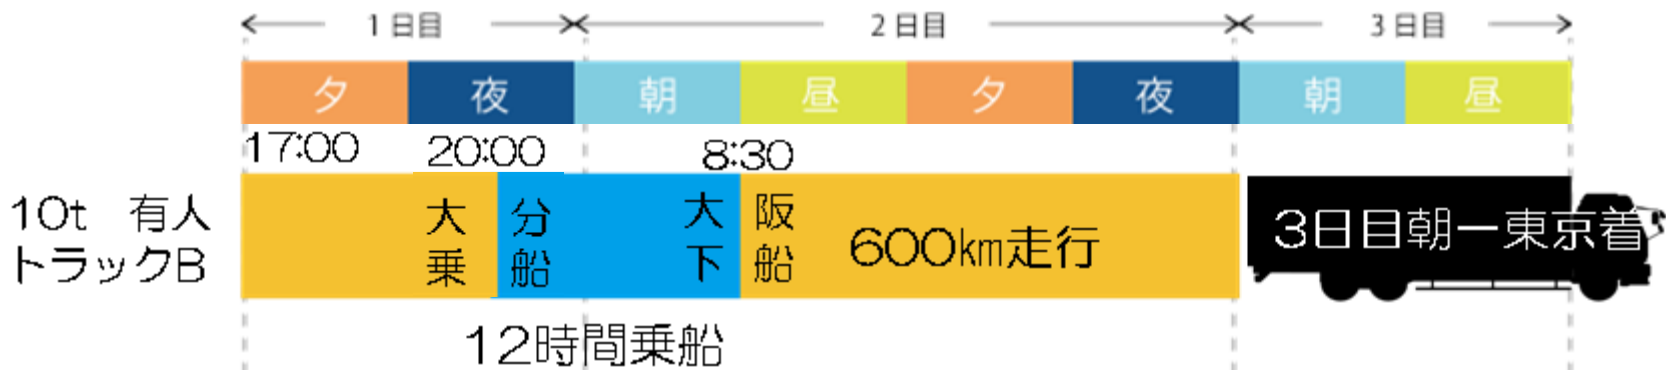 1日目 2日目 3日目
夕 夜 朝 昼 夕 夜 朝 昼
17:00 20:00 8:30
10t 有人
トラックB
大分
乗船
大阪
下船
600km走行
3日目朝一東京着
12時間乗船